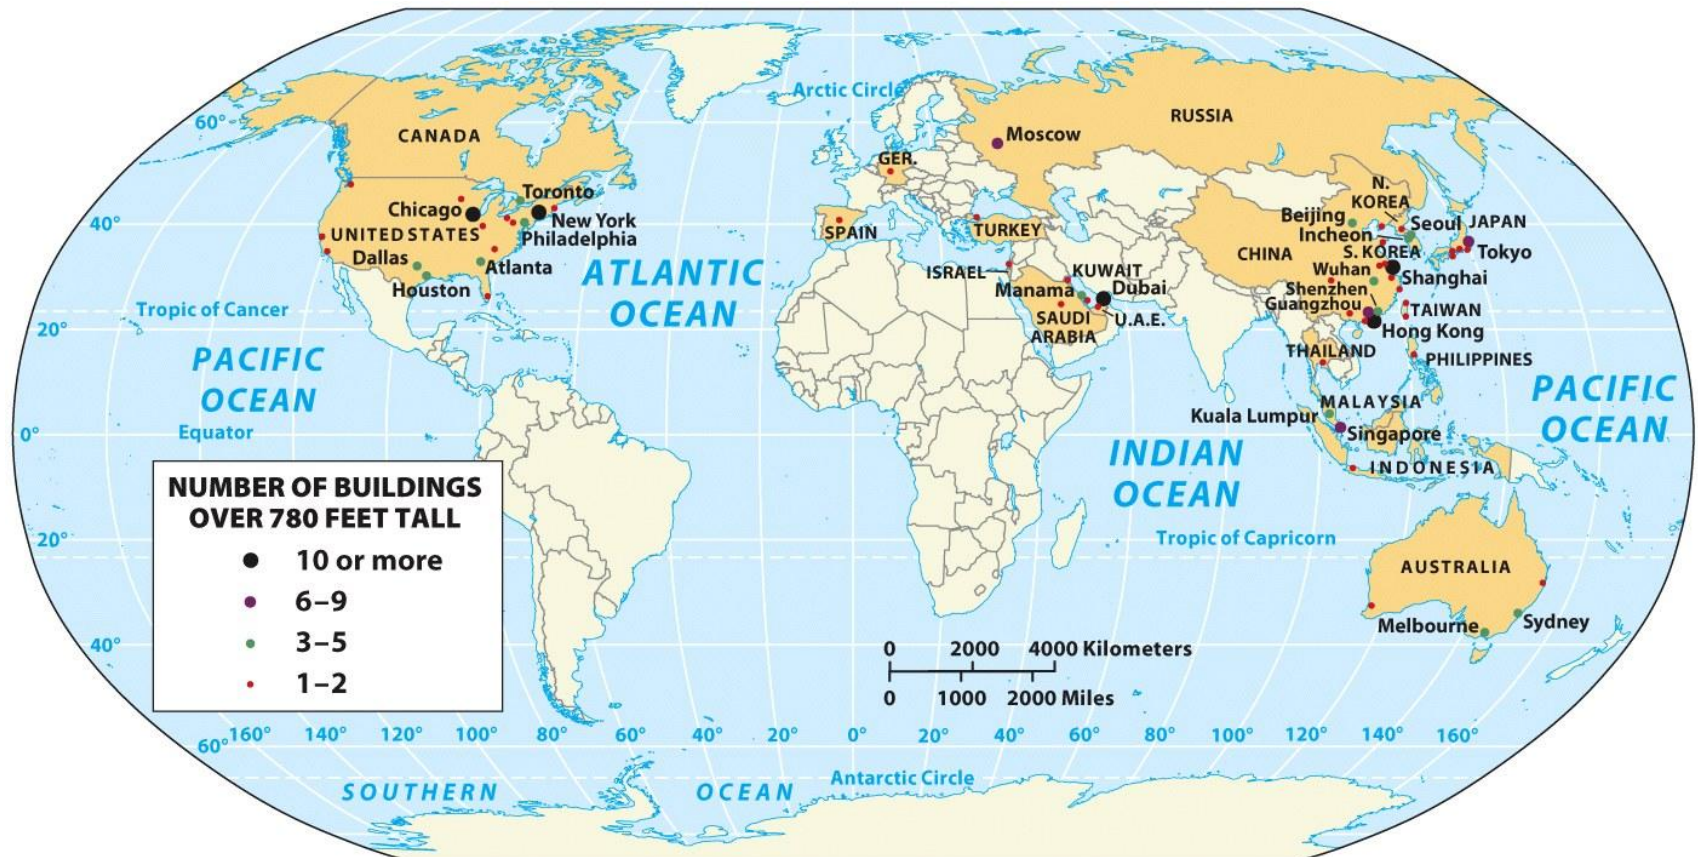 Arctic Circle
60°
CANADA
RUSSIA
Moscow
GER.
Toronto
Chicago
New York
Philadelphia
UNITED STATES
40°
Dallas
Atlanta
Houston
SPAIN
TURKEY
N.
KOREA
Beijing
Seoul
JAPAN
Incheon
S. KOREA
Tokyo
CHINA
Wuhan
Shanghai
Shenzhen
Guangzhou
TAIWAN
Hong Kong
ISRAEL
KUWAIT
Manama
Dubai
U.A.E.
SAUDI
ARABIA
ATLANTIC
OCEAN
Tropic of Cancer
20°
THAILAND
PHILIPPINES
PACIFIC
OCEAN
MALAYSIA
Kuala Lumpur
Singapore
PACIFIC
OCEAN
Equator
0°
INDONESIA
INDIAN
OCEAN
NUMBER OF BUILDINGS
OVER 780 FEET TALL
10 or more
6–9
3–5
1–2
20°
Tropic of Capricorn
AUSTRALIA
Melbourne
Sydney
40°
0 2000 4000 Kilometers
0 1000 2000 Miles
60°
160° 140° 120° 100° 80° 60° 40° 20° 0° 20° 40° 60° 80° 100° 120° 140° 160°
Antarctic Circle
SOUTHERN OCEAN